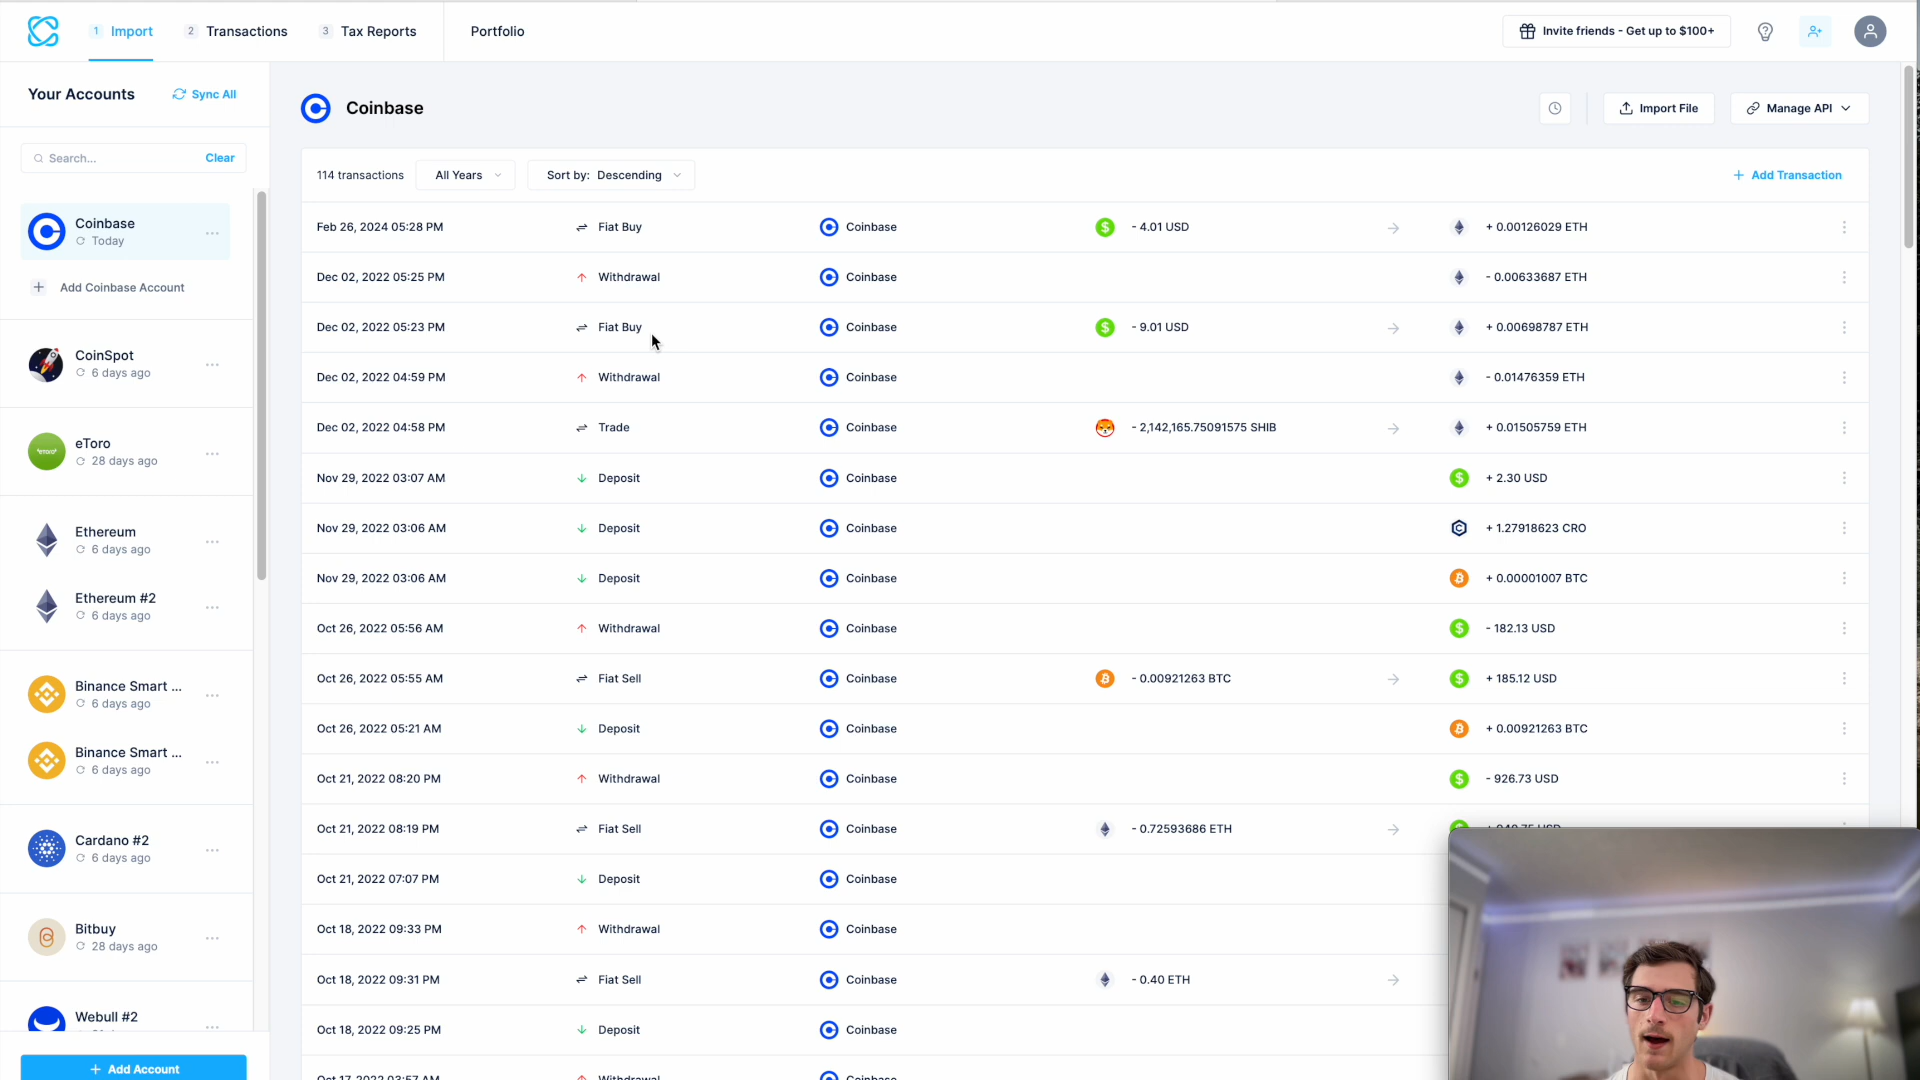 1 Import
2 Transactions
3 Tax Reports
Portfolio
Invite friends - Get up to $100+
Your Accounts
Sync All
Search...
Clear
Coinbase
Today
Add Coinbase Account
CoinSpot
6 days ago
eToro
28 days ago
Ethereum
6 days ago
Ethereum #2
6 days ago
Binance Smart ...
6 days ago
Binance Smart ...
6 days ago
Cardano #2
6 days ago
Bitbuy
28 days ago
Webull #2
+ Add Account
Coinbase
Import File
Manage API
114 transactions
All Years
Sort by: Descending
+ Add Transaction
Feb 26, 2024 05:28 PM Fiat Buy Coinbase - 4.01 USD + 0.00126029 ETH
Dec 02, 2022 05:25 PM Withdrawal Coinbase - 0.00633687 ETH
Dec 02, 2022 05:23 PM Fiat Buy Coinbase - 9.01 USD + 0.00698787 ETH
Dec 02, 2022 04:59 PM Withdrawal Coinbase - 0.01476359 ETH
Dec 02, 2022 04:58 PM Trade Coinbase - 2,142,165.75091575 SHIB + 0.01505759 ETH
Nov 29, 2022 03:07 AM Deposit Coinbase + 2.30 USD
Nov 29, 2022 03:06 AM Deposit Coinbase + 1.27918623 CRO
Nov 29, 2022 03:06 AM Deposit Coinbase + 0.00001007 BTC
Oct 26, 2022 05:56 AM Withdrawal Coinbase - 182.13 USD
Oct 26, 2022 05:55 AM Fiat Sell Coinbase - 0.00921263 BTC + 185.12 USD
Oct 26, 2022 05:21 AM Deposit Coinbase + 0.00921263 BTC
Oct 21, 2022 08:20 PM Withdrawal Coinbase - 926.73 USD
Oct 21, 2022 08:19 PM Fiat Sell Coinbase - 0.72593686 ETH
Oct 21, 2022 07:07 PM Deposit Coinbase
Oct 18, 2022 09:33 PM Withdrawal Coinbase
Oct 18, 2022 09:31 PM Fiat Sell Coinbase - 0.40 ETH
Oct 18, 2022 09:25 PM Deposit Coinbase
Oct 17, 2022 03:57 AM Withdrawal Coinbase